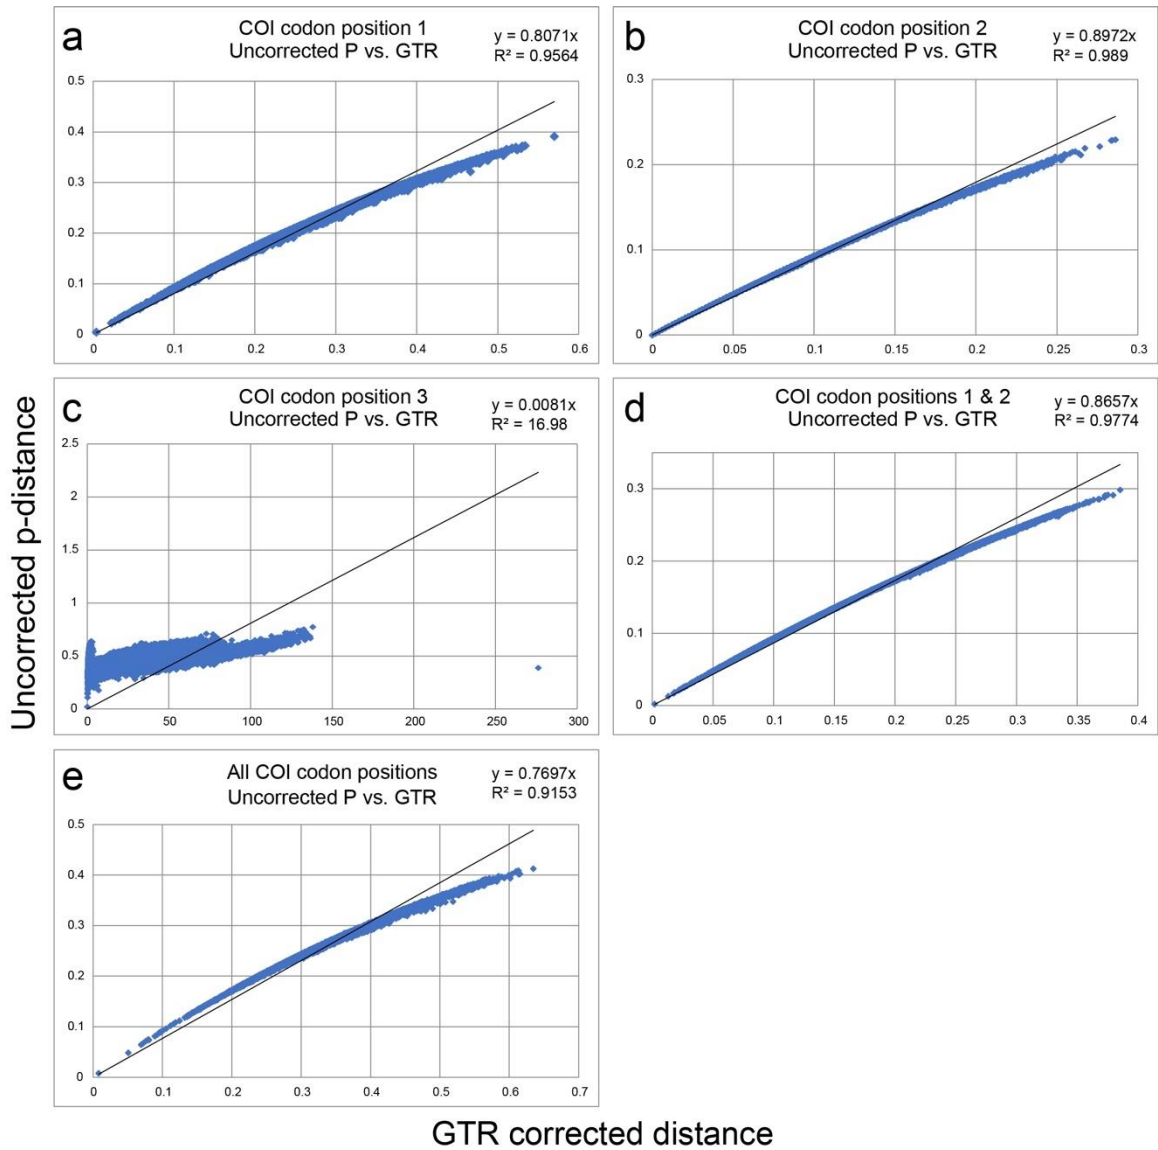 a
COI codon position 1
Uncorrected P vs. GTR
y = 0.8071x
R² = 0.9564
0.5
0.4
0.3
0.2
0.1
0
0 0.1 0.2 0.3 0.4 0.5 0.6
b
COI codon position 2
Uncorrected P vs. GTR
y = 0.8972x
R² = 0.989
0.3
0.2
0.1
0
0 0.05 0.1 0.15 0.2 0.25 0.3
c
COI codon position 3
Uncorrected P vs. GTR
y = 0.0081x
R² = 16.98
2.5
2
1.5
1
0.5
0
0 50 100 150 200 250 300
d
COI codon positions 1 & 2
Uncorrected P vs. GTR
y = 0.8657x
R² = 0.9774
0.3
0.2
0.1
0
0 0.05 0.1 0.15 0.2 0.25 0.3 0.35 0.4
e
All COI codon positions
Uncorrected P vs. GTR
y = 0.7697x
R² = 0.9153
0.5
0.4
0.3
0.2
0.1
0
0 0.1 0.2 0.3 0.4 0.5 0.6 0.7
Uncorrected p-distance
GTR corrected distance